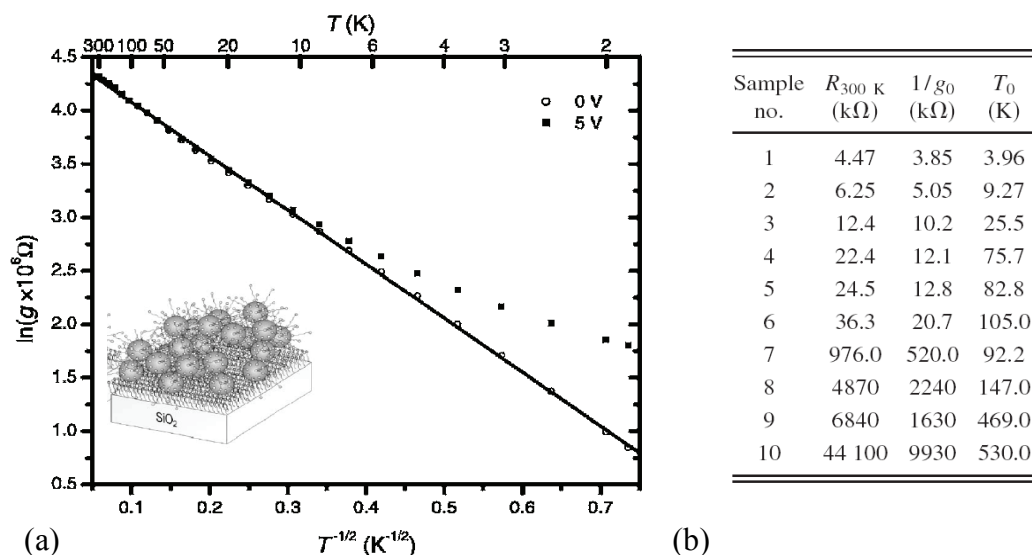 T (K)
300 100 50 20 10 6 4 3 2
4.5
4.0
3.5
3.0
2.5
2.0
1.5
1.0
0.5
ln(g×10⁶Ω)
○ 0 V
■ 5 V
SiO₂
0.1 0.2 0.3 0.4 0.5 0.6 0.7
T⁻¹/² (K⁻¹/²)
(a)
Sample no. R₃₀₀ K (kΩ) 1/g₀ (kΩ) T₀ (K)
1 4.47 3.85 3.96
2 6.25 5.05 9.27
3 12.4 10.2 25.5
4 22.4 12.1 75.7
5 24.5 12.8 82.8
6 36.3 20.7 105.0
7 976.0 520.0 92.2
8 4870 2240 147.0
9 6840 1630 469.0
10 44 100 9930 530.0
(b)